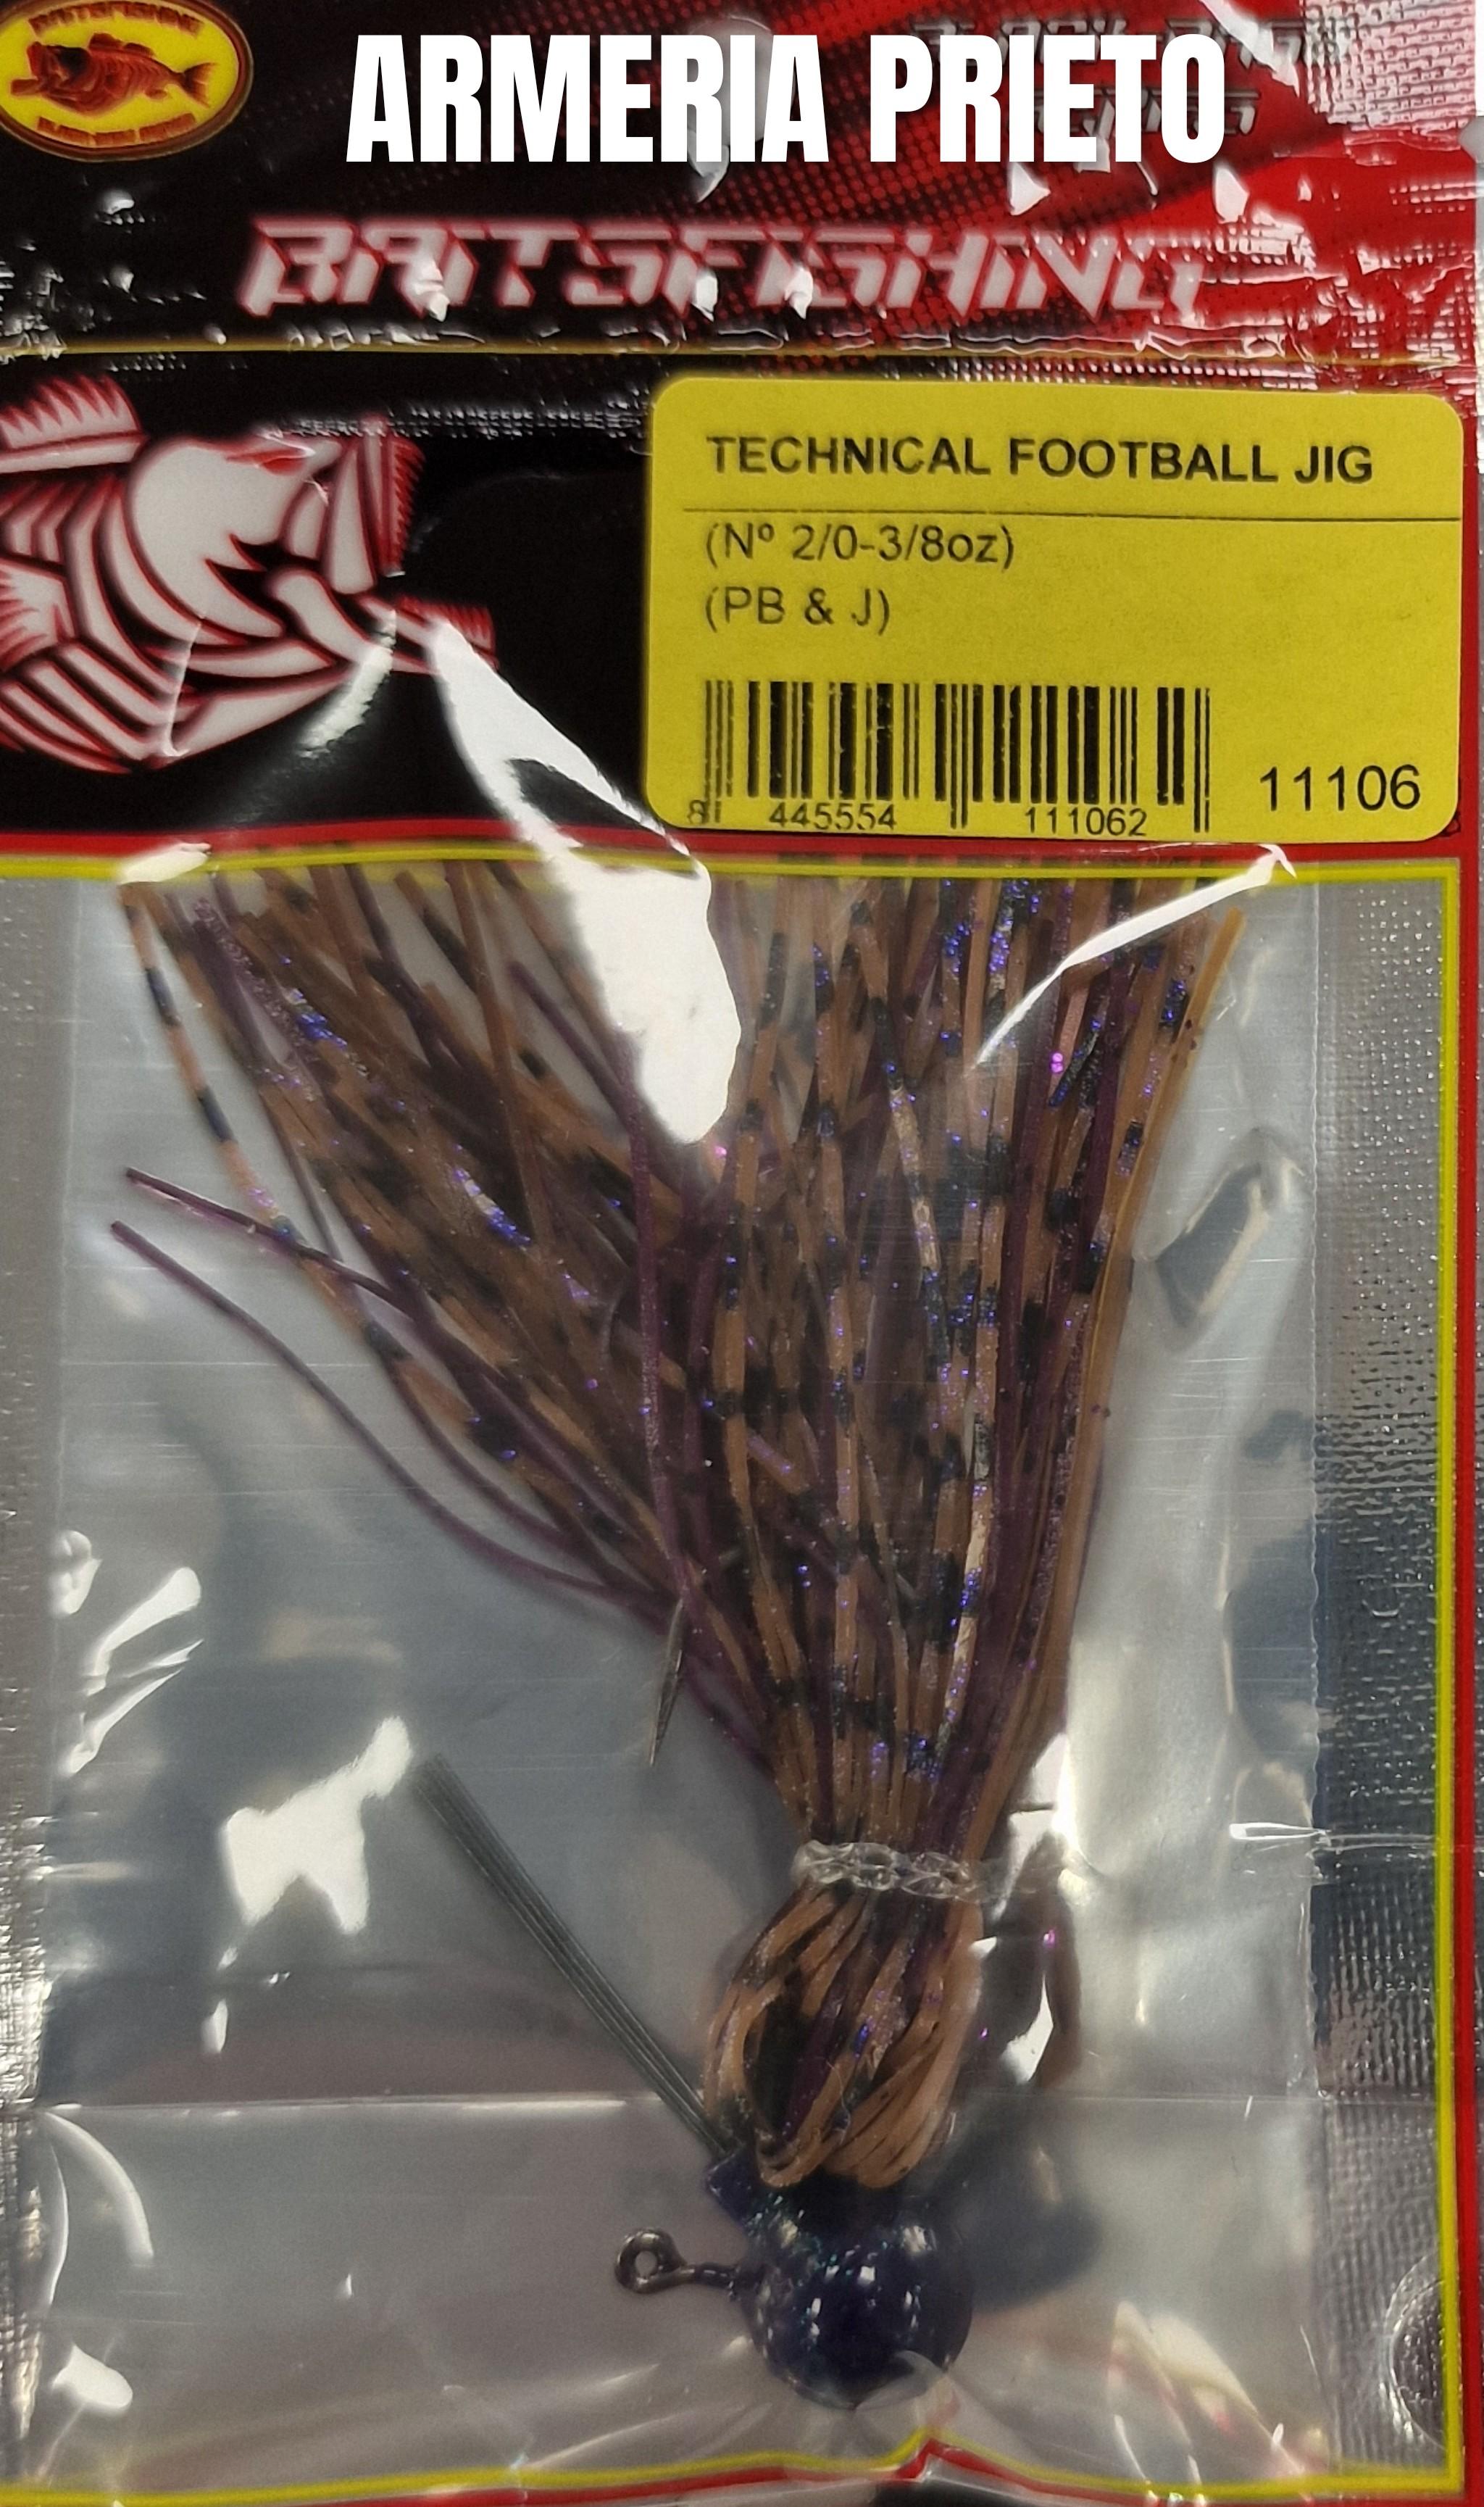 ARMERIA PRIETO
BAITSFISHING
TECHNICAL FOOTBALL JIG
(Nº 2/0-3/8oz)
(PB & J)
8 445554 111062
11106